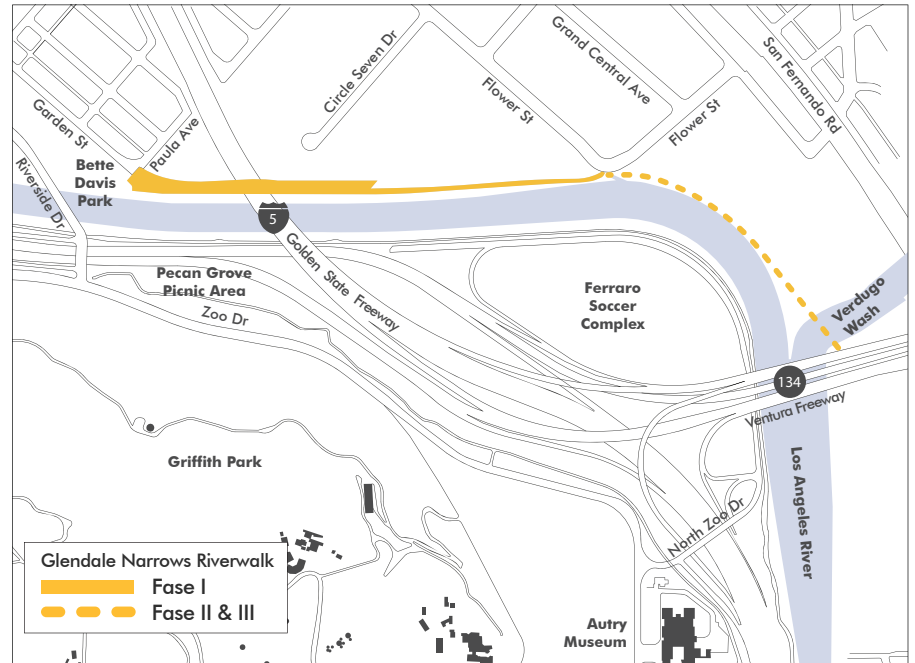 Circle Seven Dr
Grand Central Ave
San Fernando Rd
Flower St
Flower St
Garden St
Paula Ave
Bette
Davis
Park
Riverside Dr
5
Golden State Freeway
Pecan Grove
Picnic Area
Zoo Dr
Ferraro
Soccer
Complex
Verdugo
Wash
134
Ventura Freeway
Griffith Park
Los Angeles River
North Zoo Dr
Glendale Narrows Riverwalk
Fase I
Fase II & III
Autry
Museum